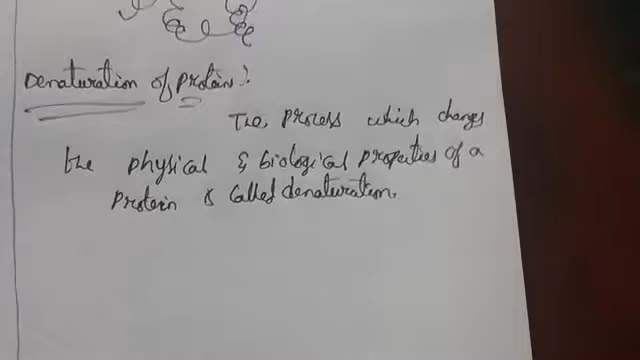 Denaturation of protein :
The process which changes
the physical & biological properties of a
protein is called denaturation.